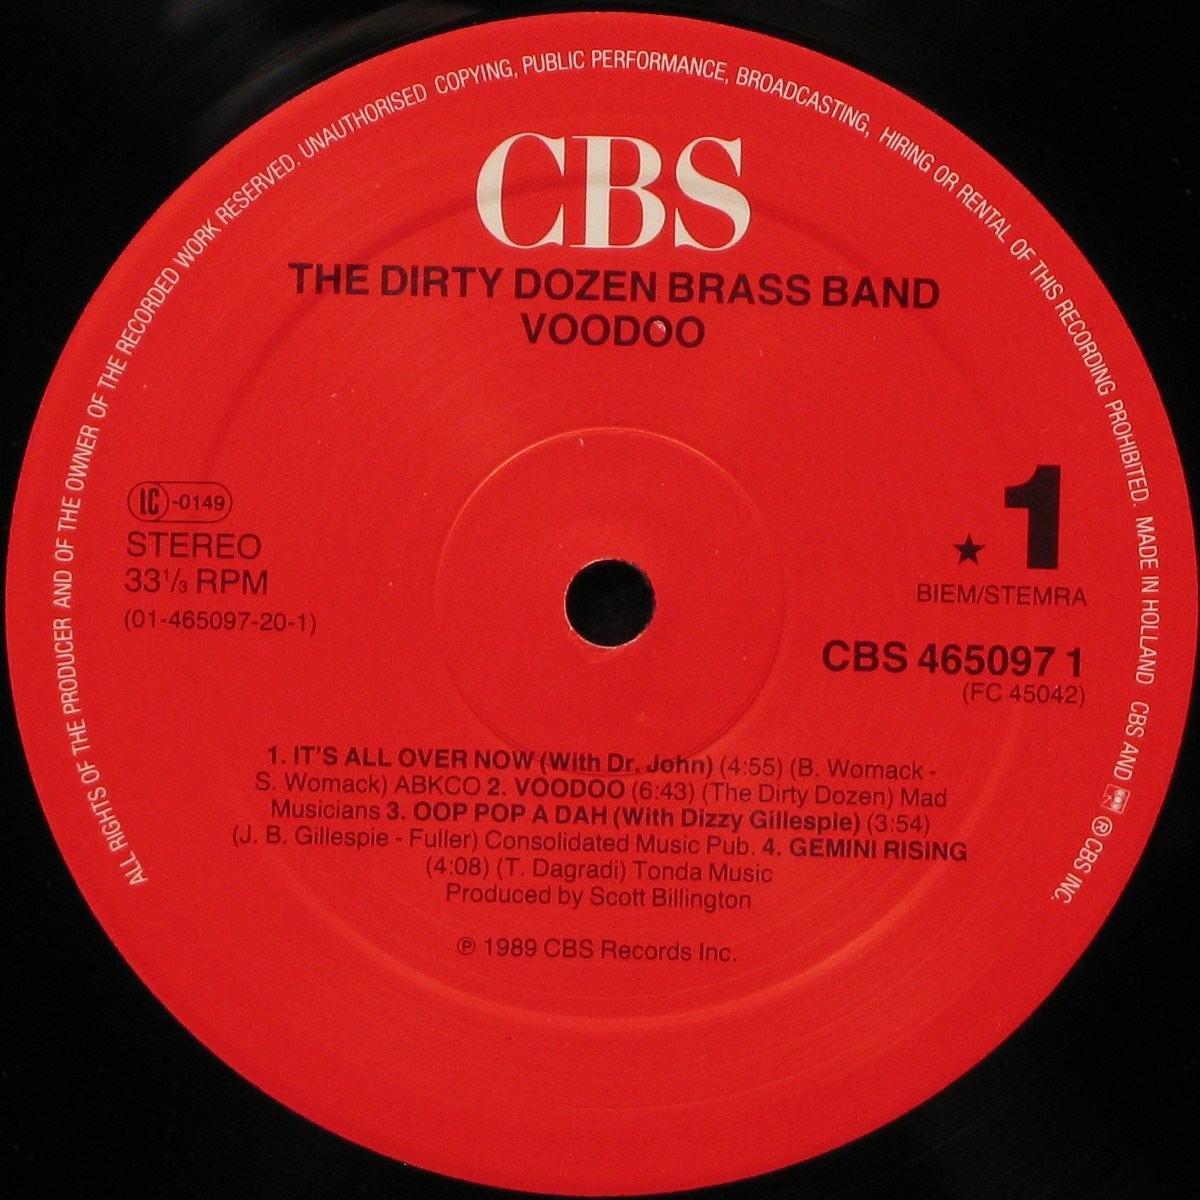 ALL RIGHTS OF THE PRODUCER AND OF THE OWNER OF THE RECORDED WORK RESERVED. UNAUTHORISED COPYING, PUBLIC PERFORMANCE, BROADCASTING, HIRING OR RENTAL OF THIS RECORDING PROHIBITED. MADE IN HOLLAND CBS AND ® CBS INC.
CBS
THE DIRTY DOZEN BRASS BAND
VOODOO
LC-0149
STEREO
33⅓ RPM
(01-465097-20-1)
★ 1
BIEM/STEMRA
CBS 465097 1
(FC 45042)
1. IT'S ALL OVER NOW (With Dr. John) (4:55) (B. Womack -
S. Womack) ABKCO 2. VOODOO (6:43) (The Dirty Dozen) Mad
Musicians 3. OOP POP A DAH (With Dizzy Gillespie) (3:54)
(J. B. Gillespie - Fuller) Consolidated Music Pub. 4. GEMINI RISING
(4:08) (T. Dagradi) Tonda Music
Produced by Scott Billington
℗ 1989 CBS Records Inc.